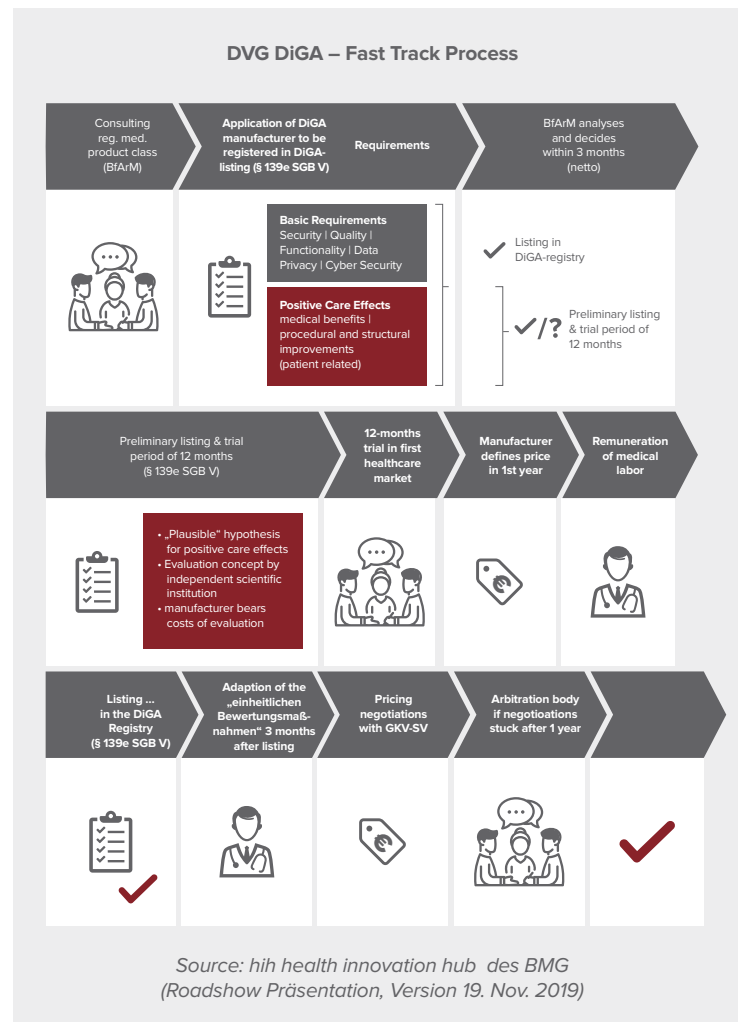 DVG DiGA – Fast Track Process
Consulting
reg. med.
product class
(BfArM)
Application of DiGA
manufacturer to be
registered in DiGA-
listing (§ 139e SGB V)
Requirements
BfArM analyses
and decides
within 3 months
(netto)
Basic Requirements
Security | Quality |
Functionality | Data
Privacy | Cyber Security
Positive Care Effects
medical benefits |
procedural and structural
improvements
(patient related)
Listing in
DiGA-registry
/?
Preliminary listing
& trial period of
12 months
Preliminary listing & trial
period of 12 months
(§ 139e SGB V)
12-months
trial in first
healthcare
market
Manufacturer
defines price
in 1st year
Remuneration
of medical
labor
• „Plausible“ hypothesis
for positive care effects
• Evaluation concept by
independent scientific
institution
• manufacturer bears
costs of evaluation
Listing ...
in the DiGA
Registry
(§ 139e SGB V)
Adaption of the
„einheitlichen
Bewertungsmaß-
nahmen“ 3 months
after listing
Pricing
negotiations
with GKV-SV
Arbitration body
if negotioations
stuck after 1 year
Source: hih health innovation hub des BMG
(Roadshow Präsentation, Version 19. Nov. 2019)